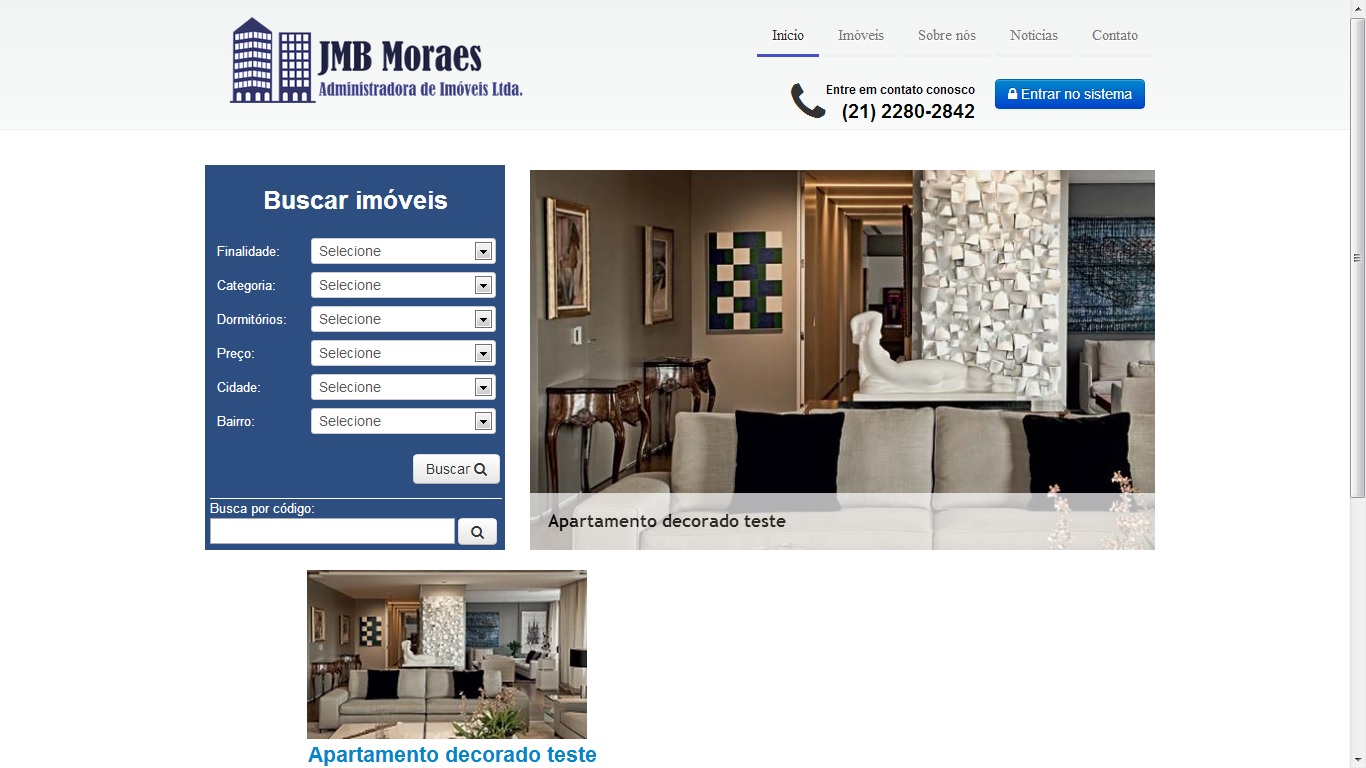 JMB Moraes
Administradora de Imóveis Ltda.
Inicio Imóveis Sobre nós Noticias Contato
Entre em contato conosco
(21) 2280-2842
Entrar no sistema
Buscar imóveis
Finalidade: Selecione
Categoria: Selecione
Dormitórios: Selecione
Preço: Selecione
Cidade: Selecione
Bairro: Selecione
Buscar
Busca por código:
Apartamento decorado teste
Apartamento decorado teste